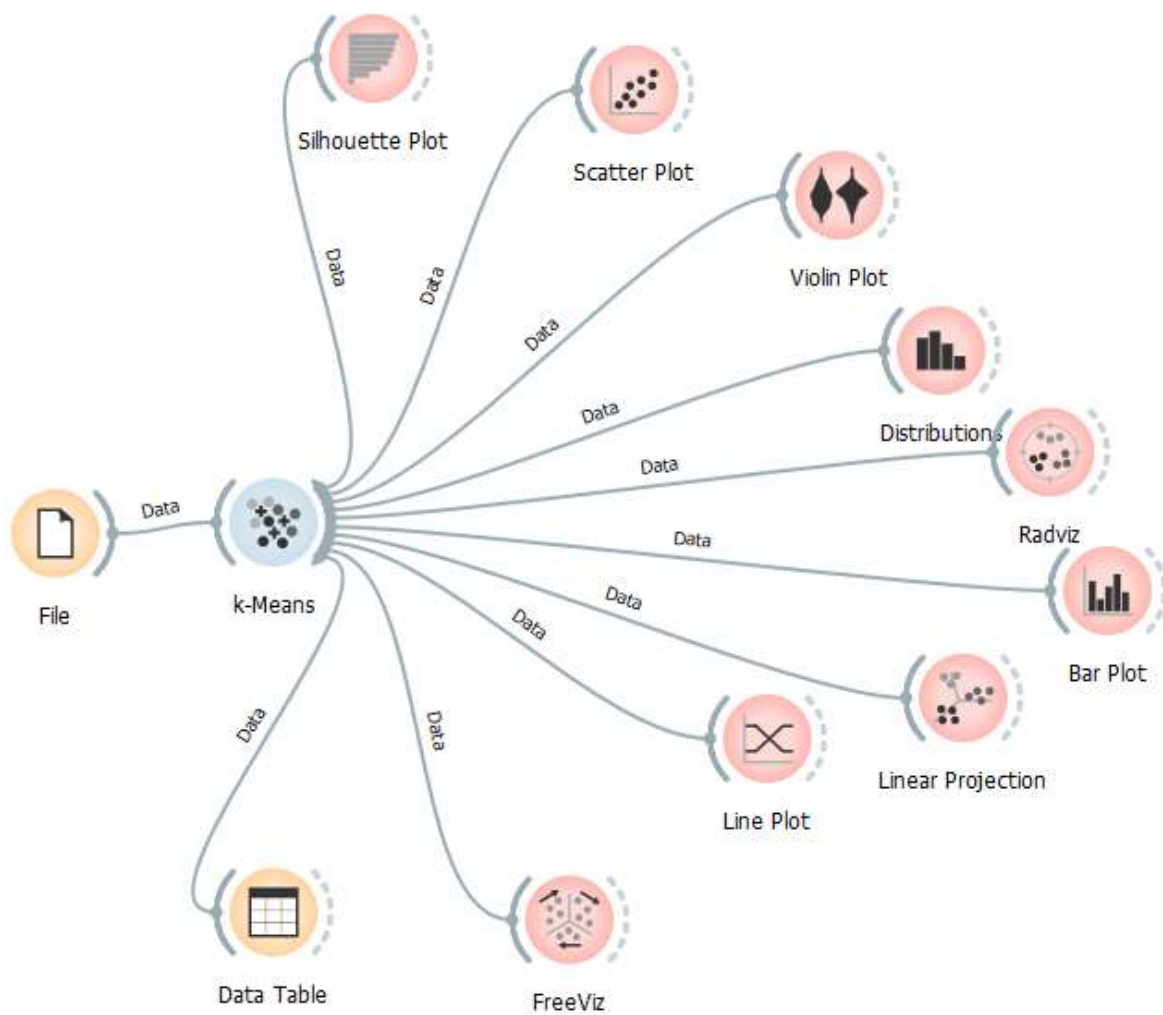 Silhouette Plot
Scatter Plot
Data
Data
Violin Plot
Data
Data
Distributions
Data
Data
Radviz
Data
k-Means
File
Data
Data
Bar Plot
Data
Data
Linear Projection
Line Plot
Data Table
FreeViz